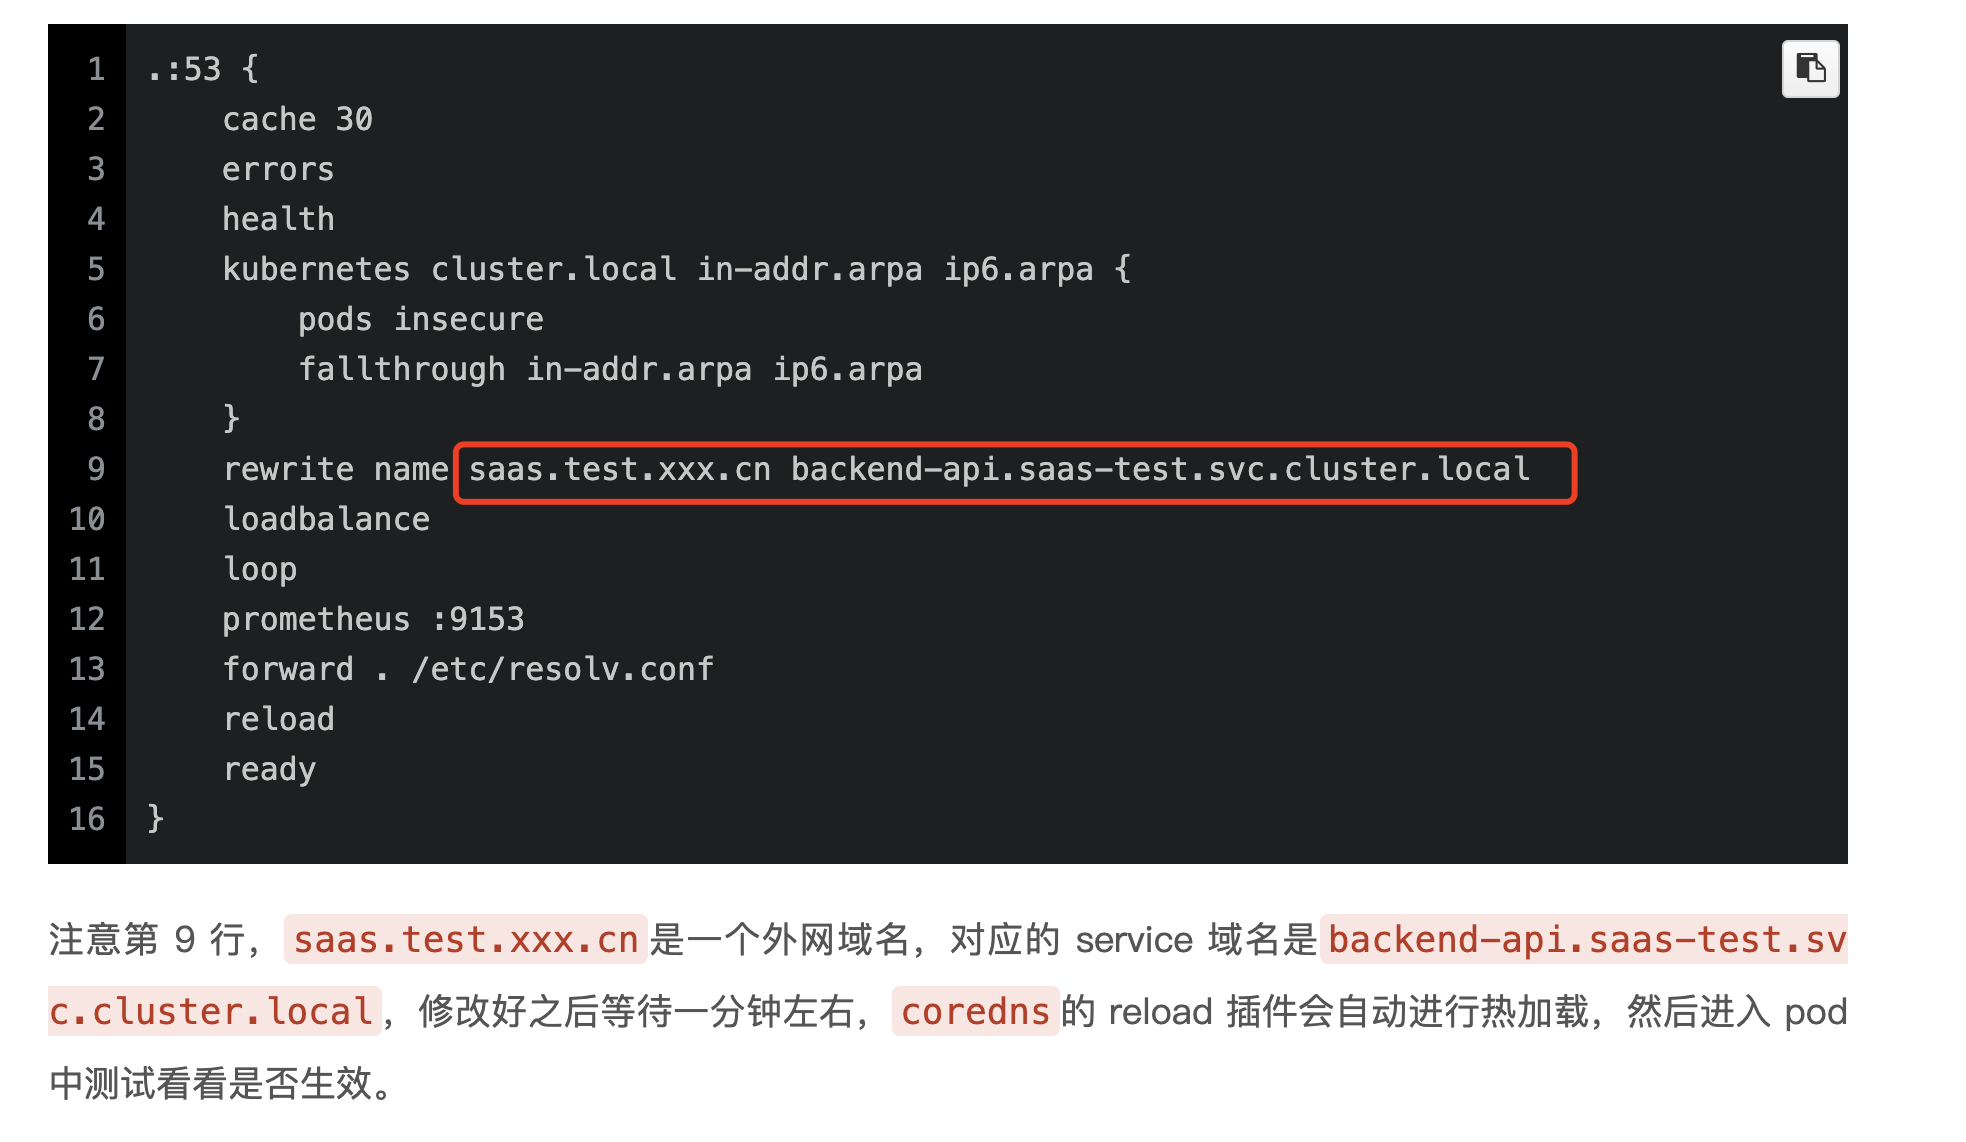 1 .:53 {
2     cache 30
3     errors
4     health
5     kubernetes cluster.local in-addr.arpa ip6.arpa {
6         pods insecure
7         fallthrough in-addr.arpa ip6.arpa
8     }
9     rewrite name saas.test.xxx.cn backend-api.saas-test.svc.cluster.local
10     loadbalance
11     loop
12     prometheus :9153
13     forward . /etc/resolv.conf
14     reload
15     ready
16 }
注意第 9 行，saas.test.xxx.cn是一个外网域名，对应的 service 域名是backend-api.saas-test.sv
c.cluster.local，修改好之后等待一分钟左右，coredns的 reload 插件会自动进行热加载，然后进入 pod
中测试看看是否生效。